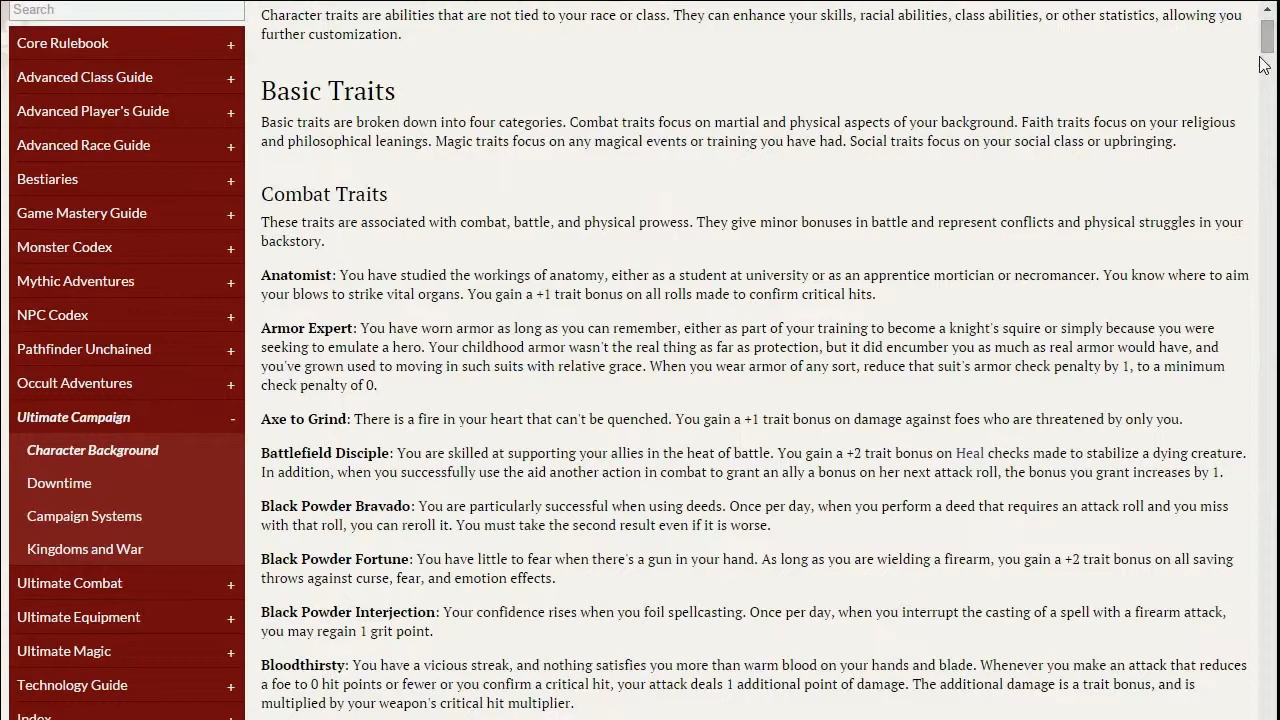 Search
Core Rulebook +
Advanced Class Guide +
Advanced Player's Guide +
Advanced Race Guide +
Bestiaries +
Game Mastery Guide +
Monster Codex +
Mythic Adventures +
NPC Codex +
Pathfinder Unchained +
Occult Adventures +
Ultimate Campaign -
Character Background
Downtime
Campaign Systems
Kingdoms and War
Ultimate Combat +
Ultimate Equipment +
Ultimate Magic +
Technology Guide +
Index +
Character traits are abilities that are not tied to your race or class. They can enhance your skills, racial abilities, class abilities, or other statistics, allowing you
further customization.
Basic Traits
Basic traits are broken down into four categories. Combat traits focus on martial and physical aspects of your background. Faith traits focus on your religious
and philosophical leanings. Magic traits focus on any magical events or training you have had. Social traits focus on your social class or upbringing.
Combat Traits
These traits are associated with combat, battle, and physical prowess. They give minor bonuses in battle and represent conflicts and physical struggles in your
backstory.
Anatomist: You have studied the workings of anatomy, either as a student at university or as an apprentice mortician or necromancer. You know where to aim
your blows to strike vital organs. You gain a +1 trait bonus on all rolls made to confirm critical hits.
Armor Expert: You have worn armor as long as you can remember, either as part of your training to become a knight's squire or simply because you were
seeking to emulate a hero. Your childhood armor wasn't the real thing as far as protection, but it did encumber you as much as real armor would have, and
you've grown used to moving in such suits with relative grace. When you wear armor of any sort, reduce that suit's armor check penalty by 1, to a minimum
check penalty of 0.
Axe to Grind: There is a fire in your heart that can't be quenched. You gain a +1 trait bonus on damage against foes who are threatened by only you.
Battlefield Disciple: You are skilled at supporting your allies in the heat of battle. You gain a +2 trait bonus on Heal checks made to stabilize a dying creature.
In addition, when you successfully use the aid another action in combat to grant an ally a bonus on her next attack roll, the bonus you grant increases by 1.
Black Powder Bravado: You are particularly successful when using deeds. Once per day, when you perform a deed that requires an attack roll and you miss
with that roll, you can reroll it. You must take the second result even if it is worse.
Black Powder Fortune: You have little to fear when there's a gun in your hand. As long as you are wielding a firearm, you gain a +2 trait bonus on all saving
throws against curse, fear, and emotion effects.
Black Powder Interjection: Your confidence rises when you foil spellcasting. Once per day, when you interrupt the casting of a spell with a firearm attack,
you may regain 1 grit point.
Bloodthirsty: You have a vicious streak, and nothing satisfies you more than warm blood on your hands and blade. Whenever you make an attack that reduces
a foe to 0 hit points or fewer or you confirm a critical hit, your attack deals 1 additional point of damage. The additional damage is a trait bonus, and is
multiplied by your weapon's critical hit multiplier.